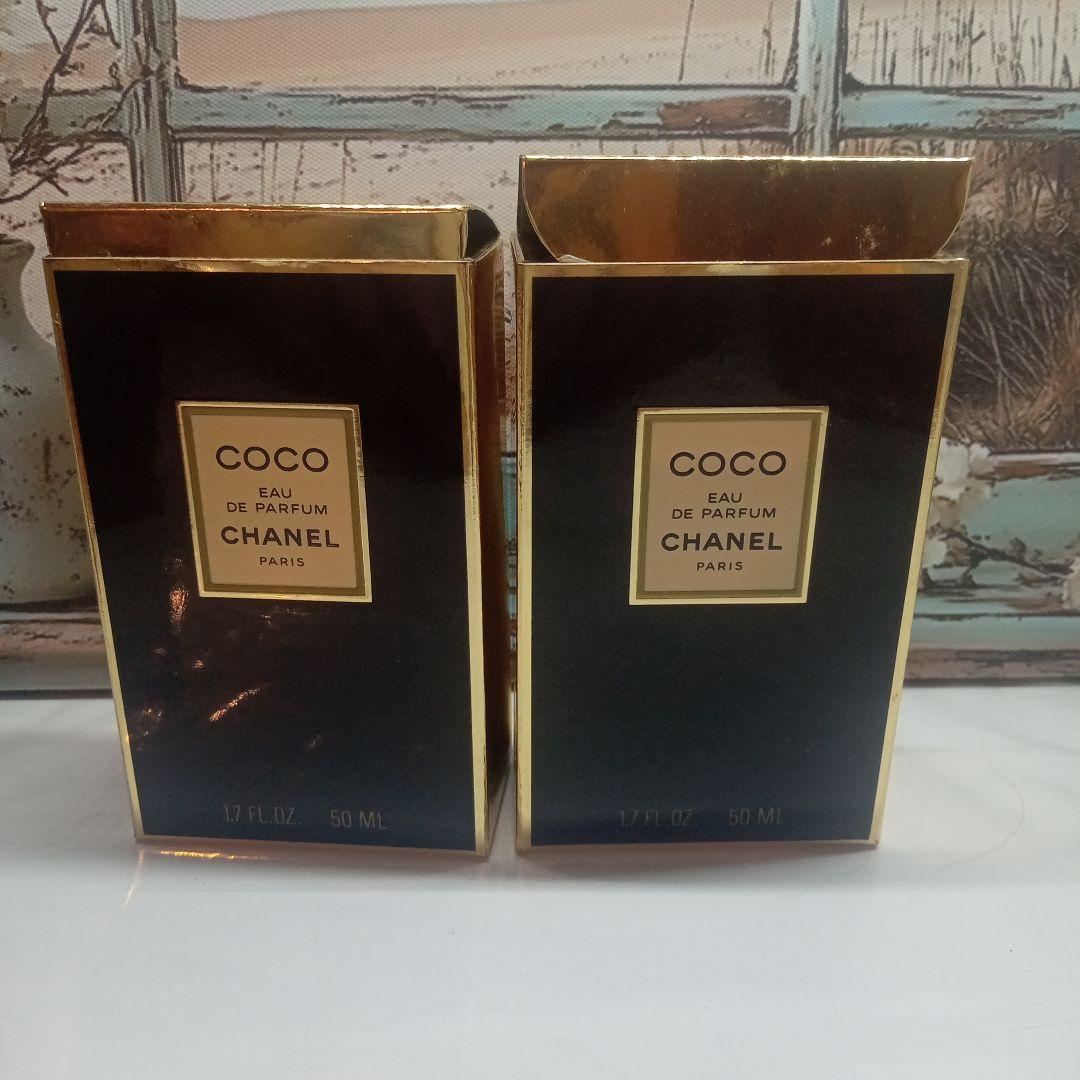 COCO
EAU
DE PARFUM
CHANEL
PARIS
1.7 FL.OZ. 50 ML
COCO
EAU
DE PARFUM
CHANEL
PARIS
1.7 FL.OZ. 50 ML